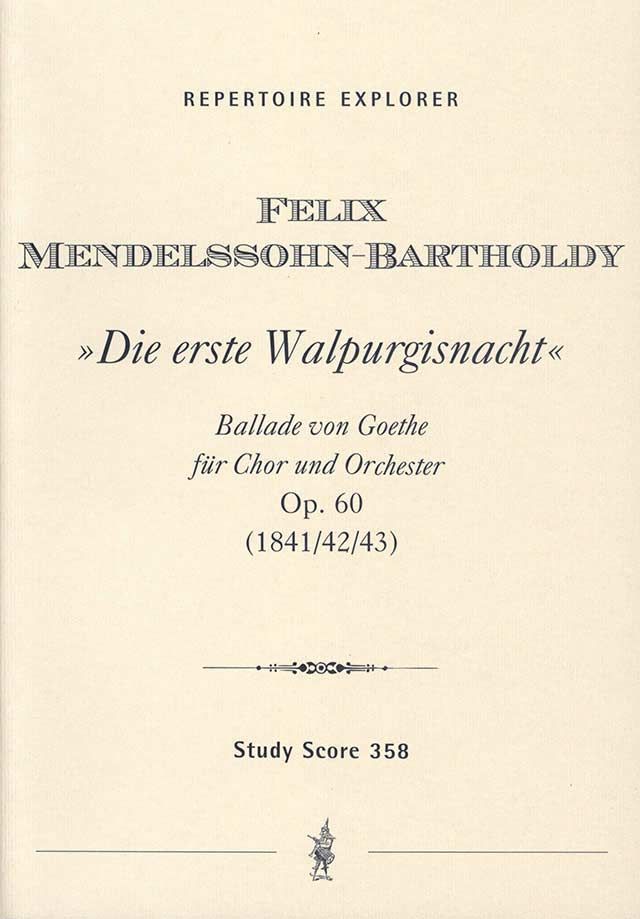 REPERTOIRE EXPLORER
FELIX
MENDELSSOHN-BARTHOLDY
»Die erste Walpurgisnacht«
Ballade von Goethe
für Chor und Orchester
Op. 60
(1841/42/43)
Study Score 358